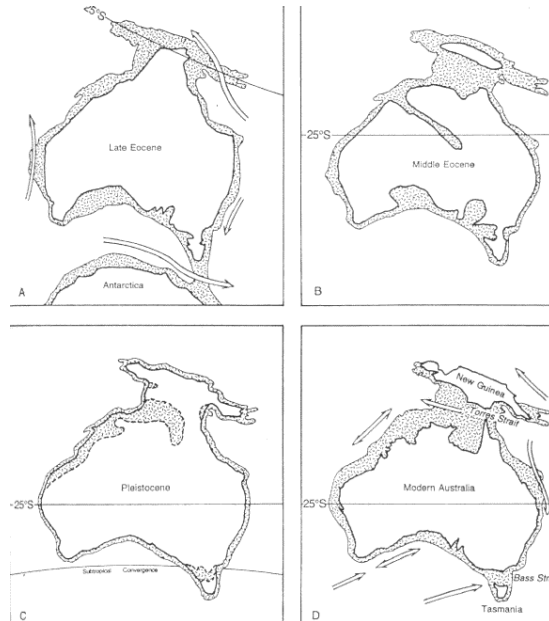 25°S
Late Eocene
Antarctica
A
25°S
Middle Eocene
B
Pleistocene
25°S
Subtropical Convergence
C
New Guinea
Torres Strait
Modern Australia
25°S
Bass Str
Tasmania
D